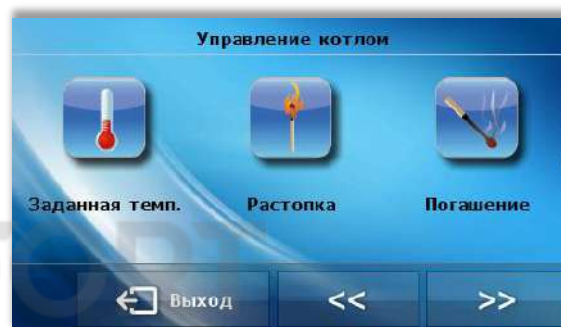 Управление котлом
Заданная темп. Растопка Погашение
Выход << >>